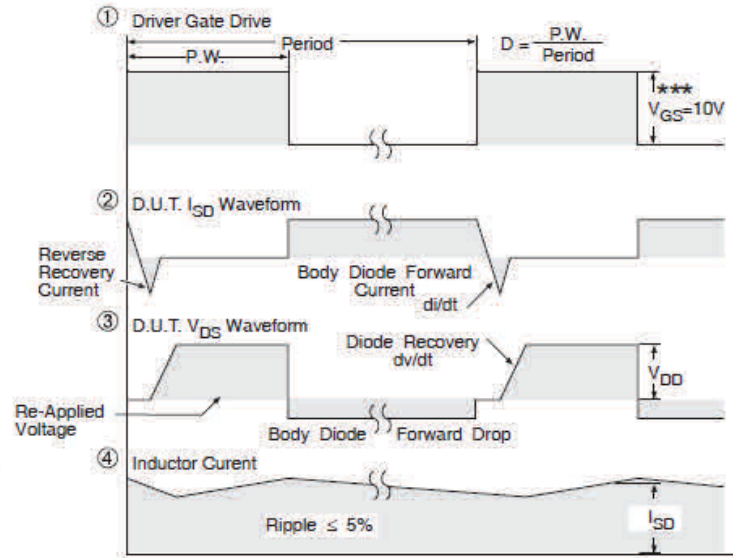 ① Driver Gate Drive
Period
P.W.
D = P.W.
Period
***
VGS=10V
② D.U.T. ISD Waveform
Reverse
Recovery
Current
Body Diode Forward
Current
di/dt
③ D.U.T. VDS Waveform
Diode Recovery
dv/dt
VDD
Re-Applied
Voltage
Body Diode Forward Drop
④ Inductor Curent
Ripple ≤ 5%
ISD